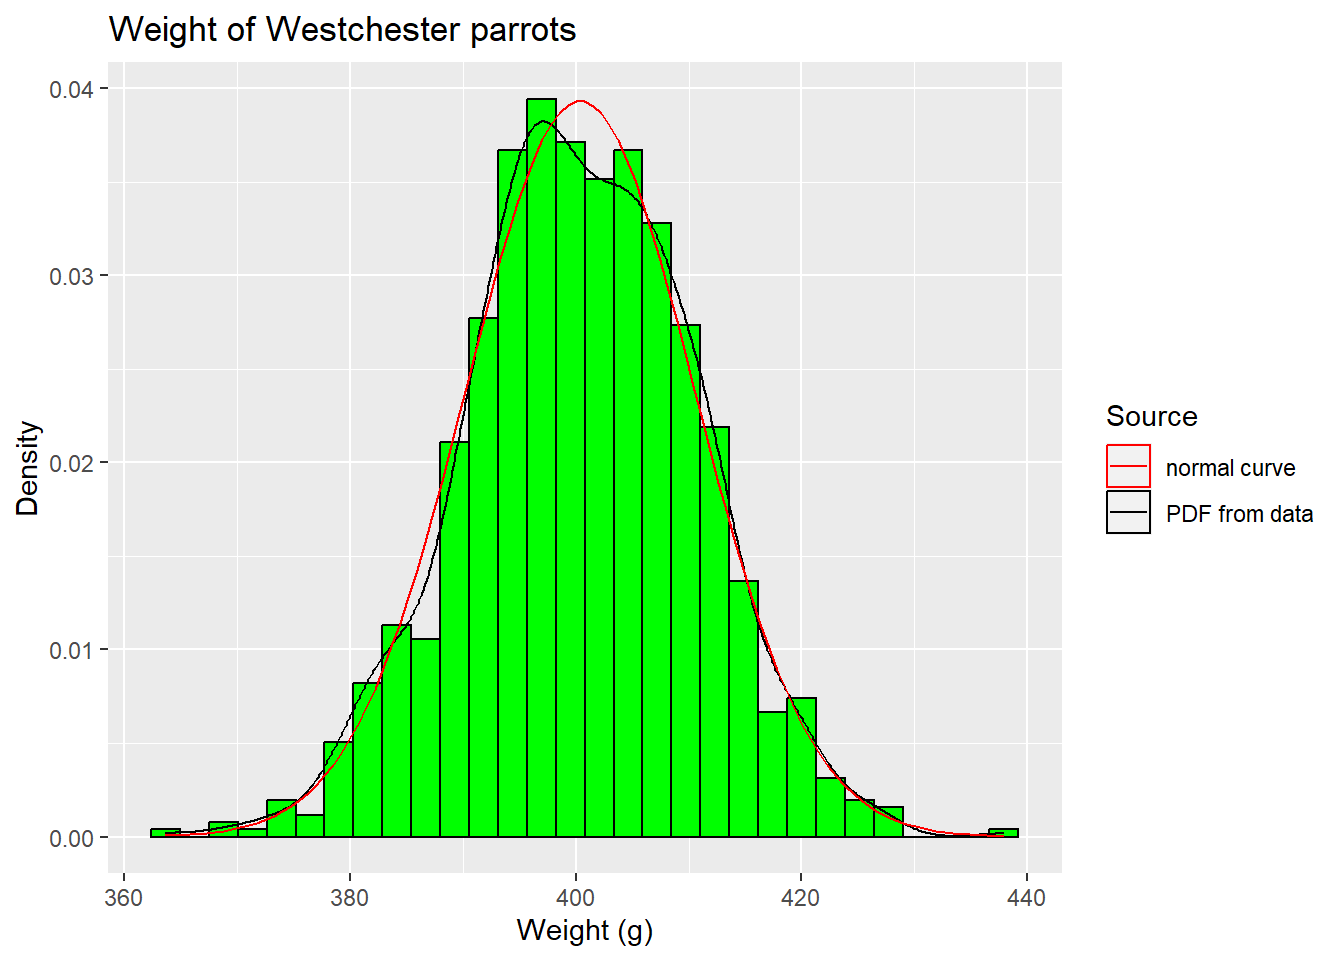 Weight of Westchester parrots
0.04
0.03
0.02
0.01
0.00
Density
360 380 400 420 440
Weight (g)
Source
normal curve
PDF from data